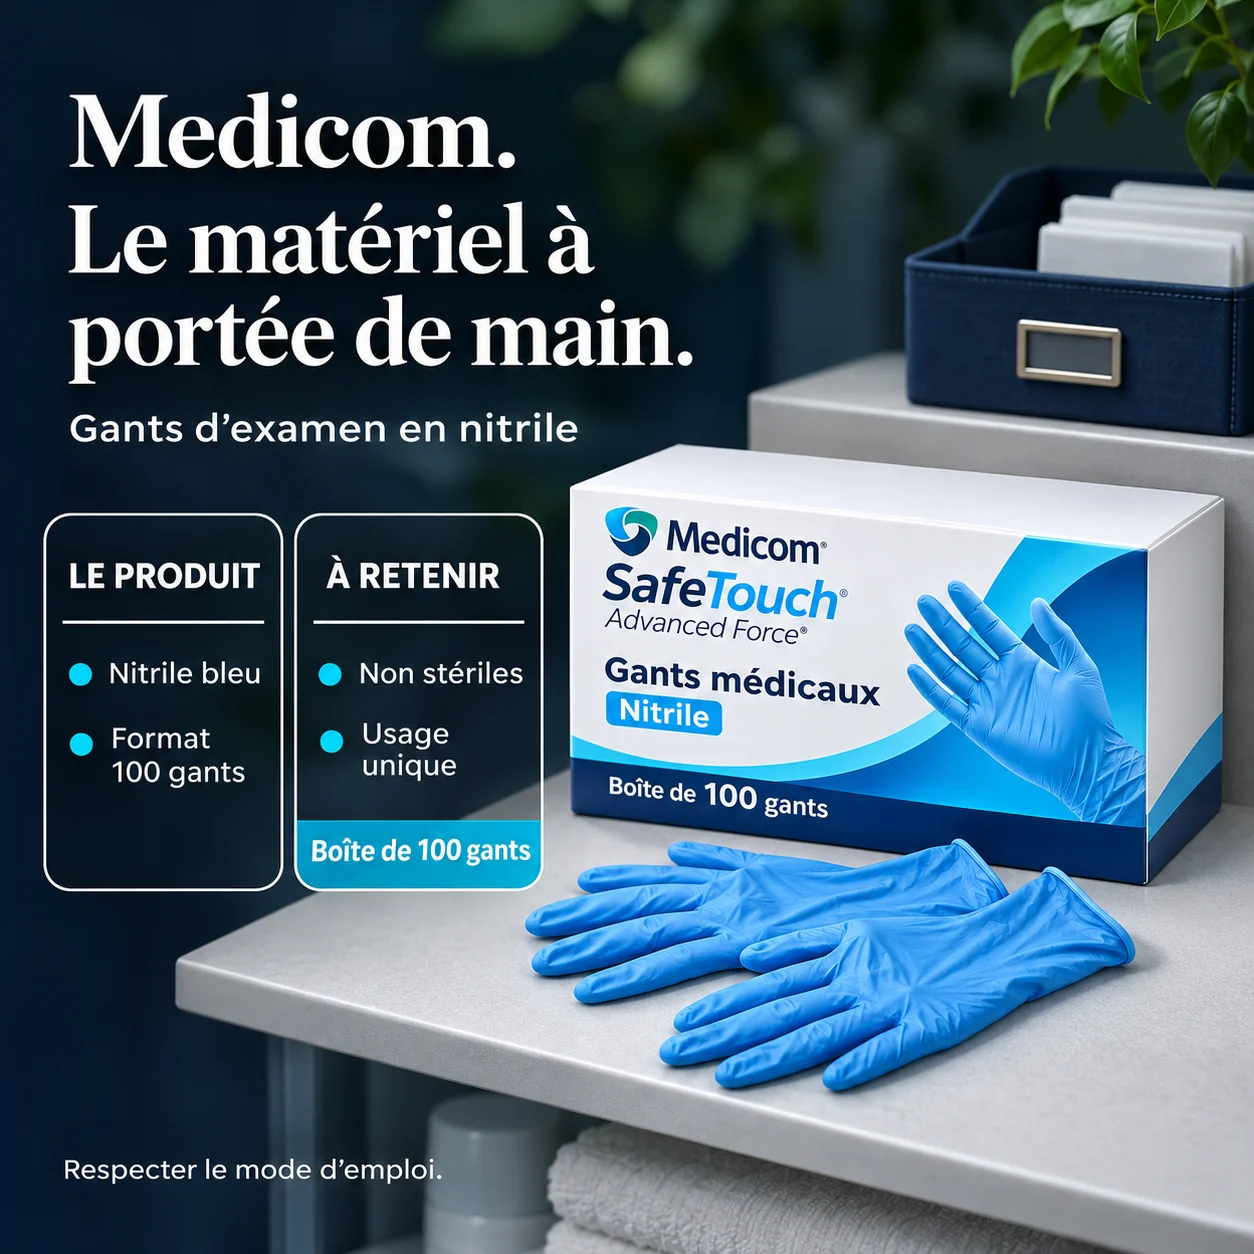 Medicom.
Le matériel à
portée de main.
Gants d’examen en nitrile
LE PRODUIT
Nitrile bleu
Format
100 gants
À RETENIR
Non stériles
Usage
unique
Boîte de 100 gants
Medicom®
SafeTouch®
Advanced Force®
Gants médicaux
Nitrile
Boîte de 100 gants
Respecter le mode d’emploi.